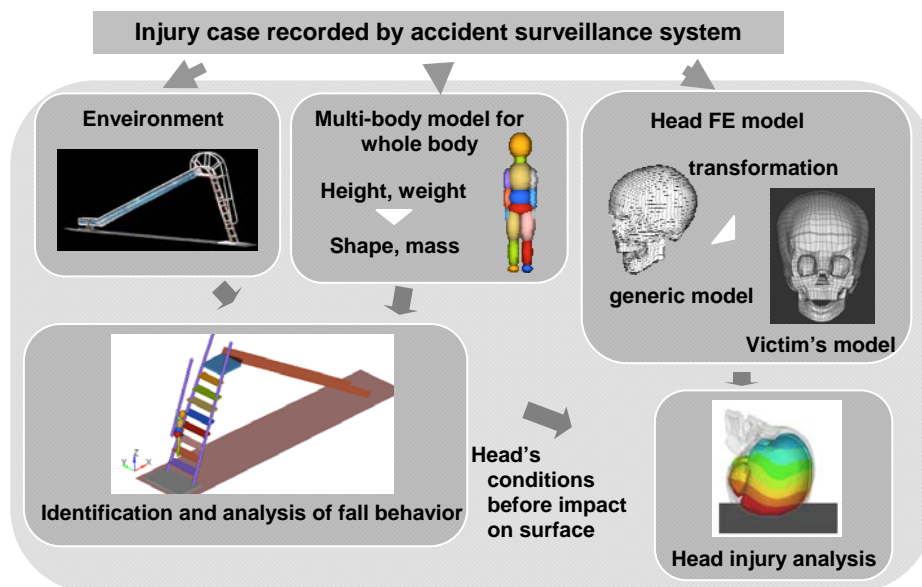 Injury case recorded by accident surveillance system
Enveironment
Multi-body model for
whole body
Height, weight
Shape, mass
Head FE model
transformation
generic model
Victim's model
Identification and analysis of fall behavior
Head's
conditions
before impact
on surface
Head injury analysis